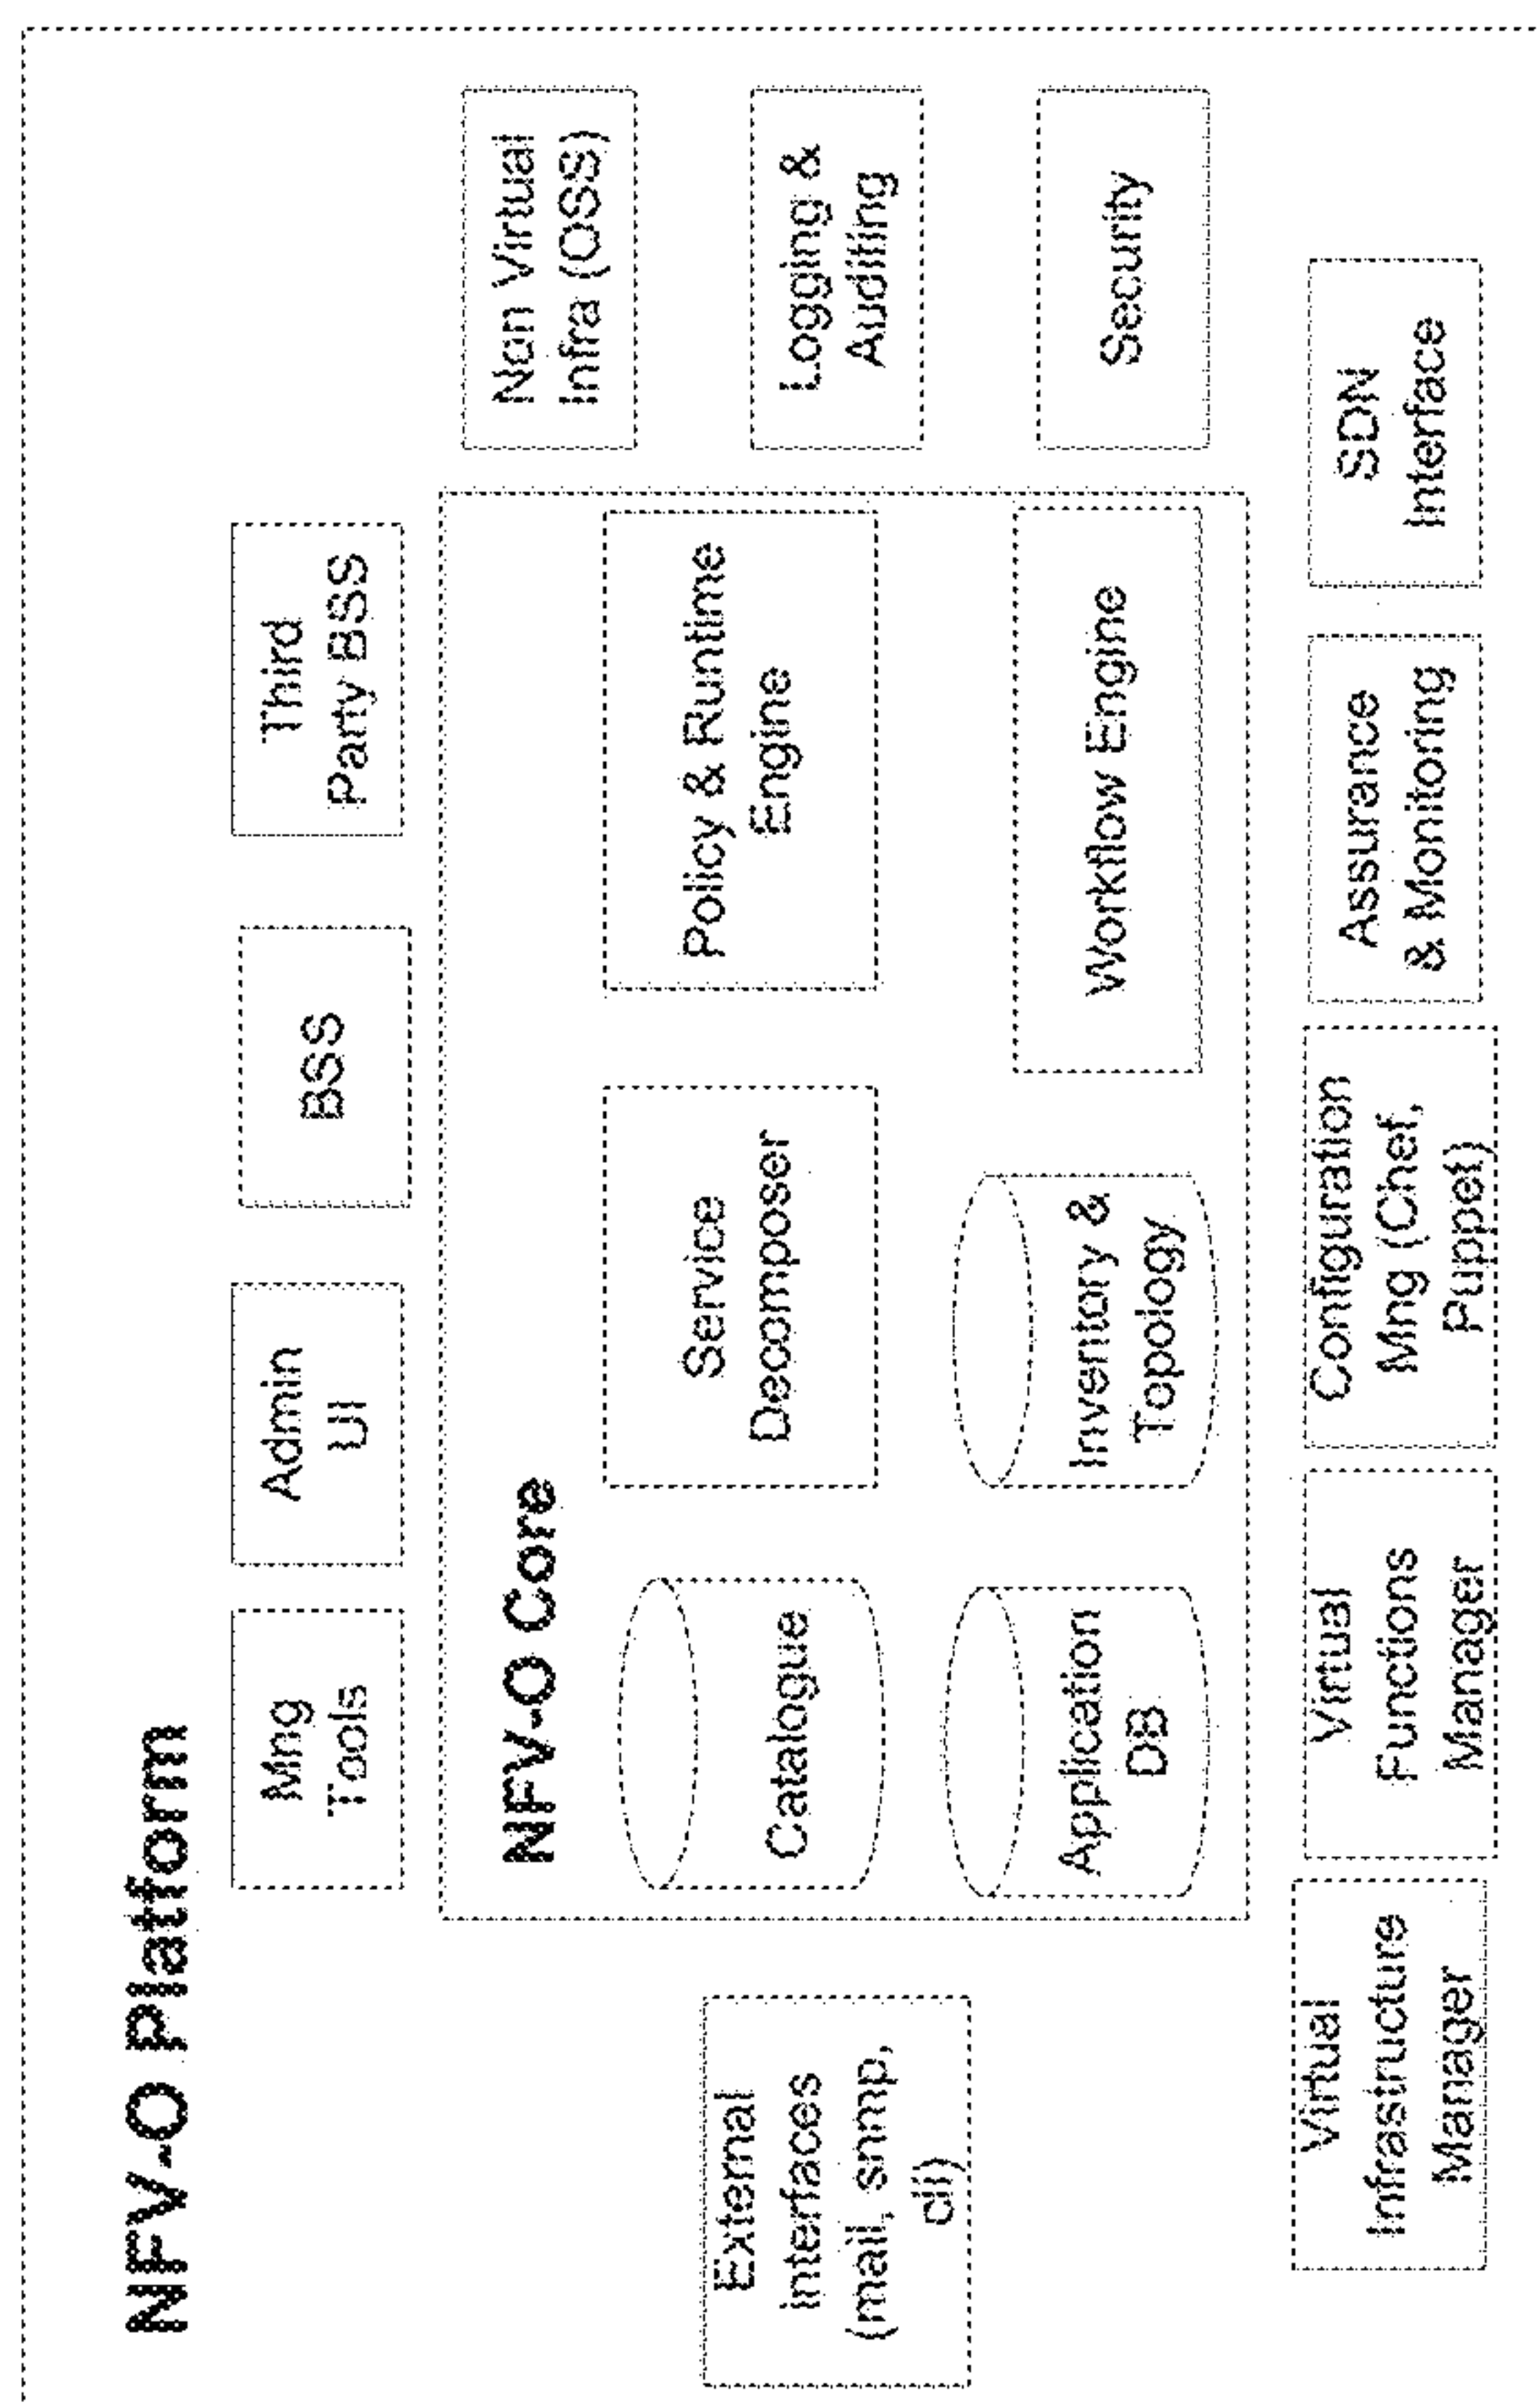 NFV-O Platform
Mng
Tools
Admin
UI
BSS
Third
Party BSS
External
interfaces
(mail, snmp,
cli)
NFV-O Core
Catalogue
Service
Decomposer
Policy & Runtime
Engine
Application
DB
Inventory &
Topology
Workflow Engine
Non Virtual
Infra (OSS)
Logging &
Auditing
Security
Virtual
Infrastructure
Manager
Virtual
Functions
Manager
Configuration
Mng (Chef,
Puppet)
Assurance
& Monitoring
SDN
Interface